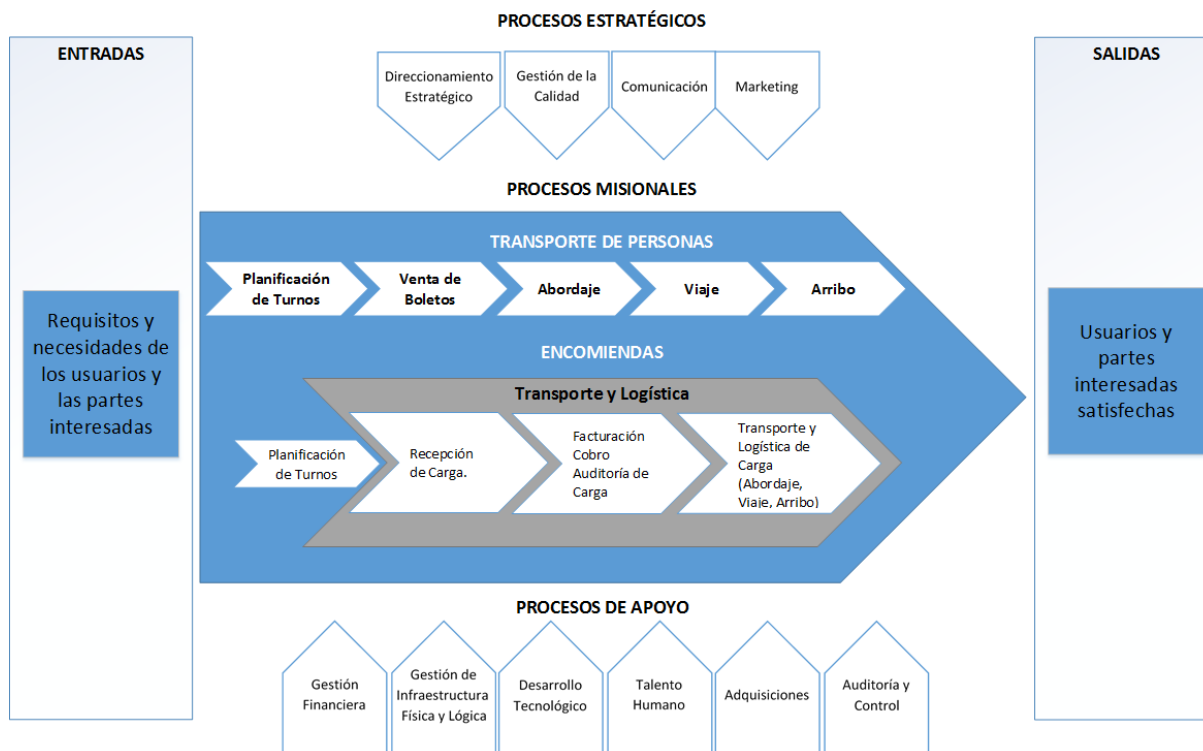 PROCESOS ESTRATÉGICOS
ENTRADAS
SALIDAS
Direccionamiento
Estratégico
Gestión de la
Calidad
Comunicación
Marketing
PROCESOS MISIONALES
TRANSPORTE DE PERSONAS
Planificación
de Turnos
Venta de
Boletos
Abordaje
Viaje
Arribo
Requisitos y
necesidades de
los usuarios y
las partes
interesadas
Usuarios y
partes
interesadas
satisfechas
ENCOMIENDAS
Transporte y Logística
Planificación
de Turnos
Recepción
de Carga.
Facturación
Cobro
Auditoría de
Carga
Transporte y
Logística de
Carga
(Abordaje,
Viaje, Arribo)
PROCESOS DE APOYO
Gestión
Financiera
Gestión de
Infraestructura
Física y Lógica
Desarrollo
Tecnológico
Talento
Humano
Adquisiciones
Auditoría y
Control